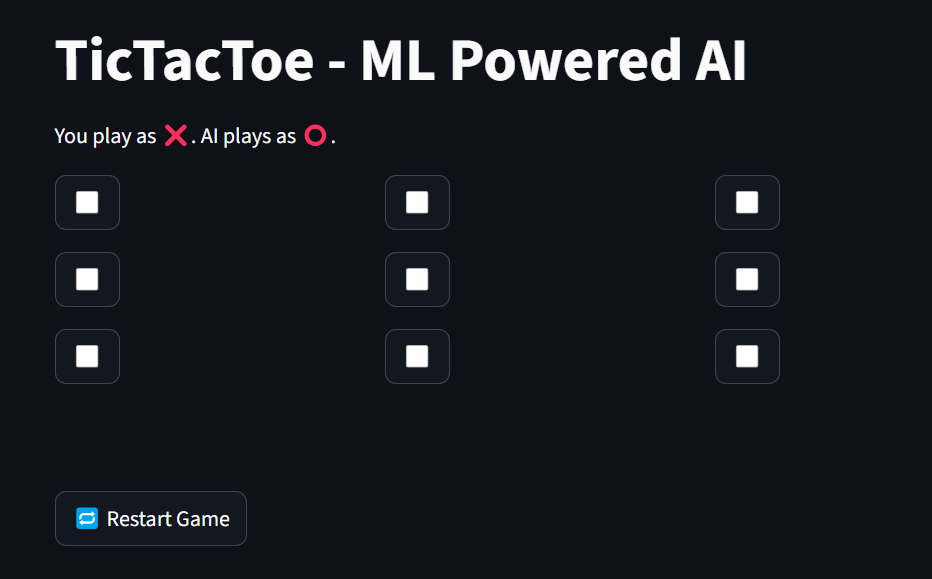 TicTacToe - ML Powered AI
You play as ❌. AI plays as ⭕.
Restart Game